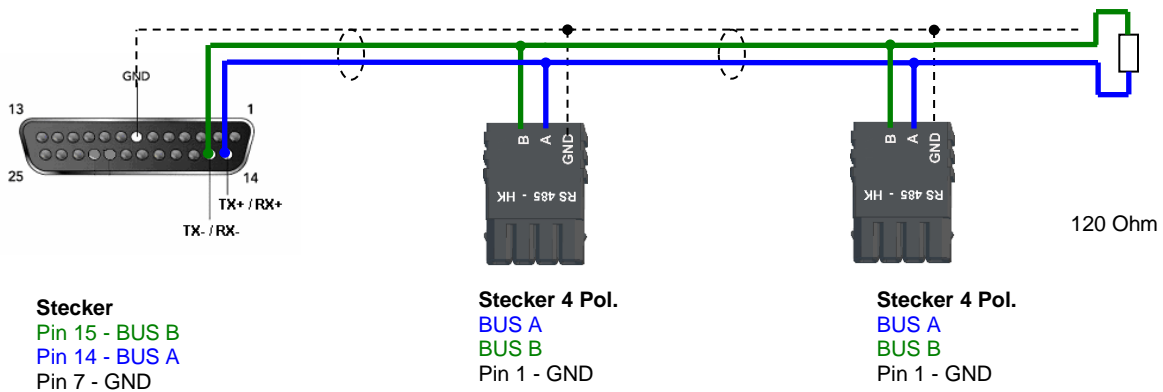 GND
13
1
25
14
TX+ / RX+
TX- / RX-
B
A
GND
RS 485 - HK
B
A
GND
RS 485 - HK
120 Ohm
Stecker
Pin 15 - BUS B
Pin 14 - BUS A
Pin 7 - GND
Stecker 4 Pol.
BUS A
BUS B
Pin 1 - GND
Stecker 4 Pol.
BUS A
BUS B
Pin 1 - GND